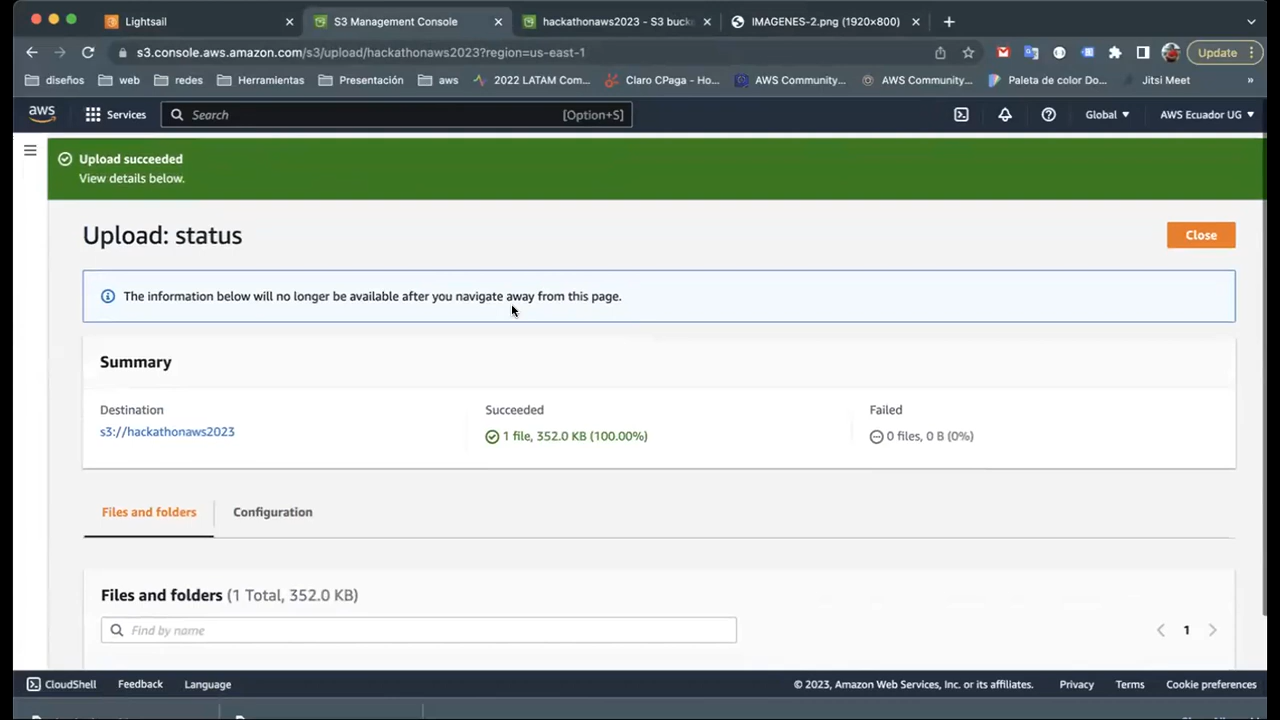 Lightsail
S3 Management Console
hackathonaws2023 - S3 buck
IMAGENES-2.png (1920×800)
s3.console.aws.amazon.com/s3/upload/hackathonaws2023?region=us-east-1
Update
diseños
web
redes
Herramientas
Presentación
aws
2022 LATAM Com...
Claro CPaga - Ho...
AWS Community...
AWS Community...
Paleta de color Do...
Jitsi Meet
»
aws
Services
Search
[Option+S]
Global
AWS Ecuador UG
Upload succeeded
View details below.
Upload: status
Close
The information below will no longer be available after you navigate away from this page.
Summary
Destination
s3://hackathonaws2023
Succeeded
1 file, 352.0 KB (100.00%)
Failed
0 files, 0 B (0%)
Files and folders
Configuration
Files and folders (1 Total, 352.0 KB)
Find by name
1
CloudShell
Feedback
Language
© 2023, Amazon Web Services, Inc. or its affiliates.
Privacy
Terms
Cookie preferences